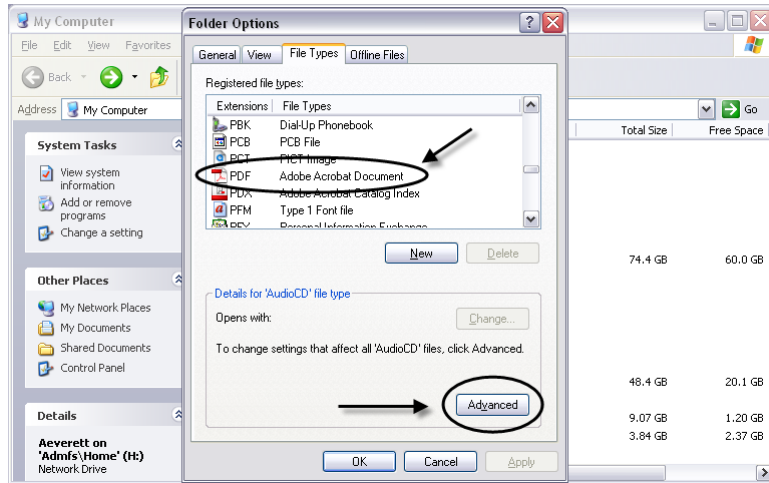 My Computer
File Edit View Favorites
Back
Address My Computer
Go
System Tasks
View system
information
Add or remove
programs
Change a setting
Other Places
My Network Places
My Documents
Shared Documents
Control Panel
Details
Aeverett on
'Admfs\Home' (H:)
Network Drive
Folder Options
General View File Types Offline Files
Registered file types:
Extensions File Types
PBK Dial-Up Phonebook
PCB PCB File
PCT PICT Image
PDF Adobe Acrobat Document
PDX Adobe Acrobat Catalog Index
PFM Type 1 Font file
PFX Personal Information Exchange
New Delete
Details for 'AudioCD' file type
Opens with: Change...
To change settings that affect all 'AudioCD' files, click Advanced.
Advanced
OK Cancel Apply
Total Size Free Space
74.4 GB 60.0 GB
48.4 GB 20.1 GB
9.07 GB 1.20 GB
3.84 GB 2.37 GB